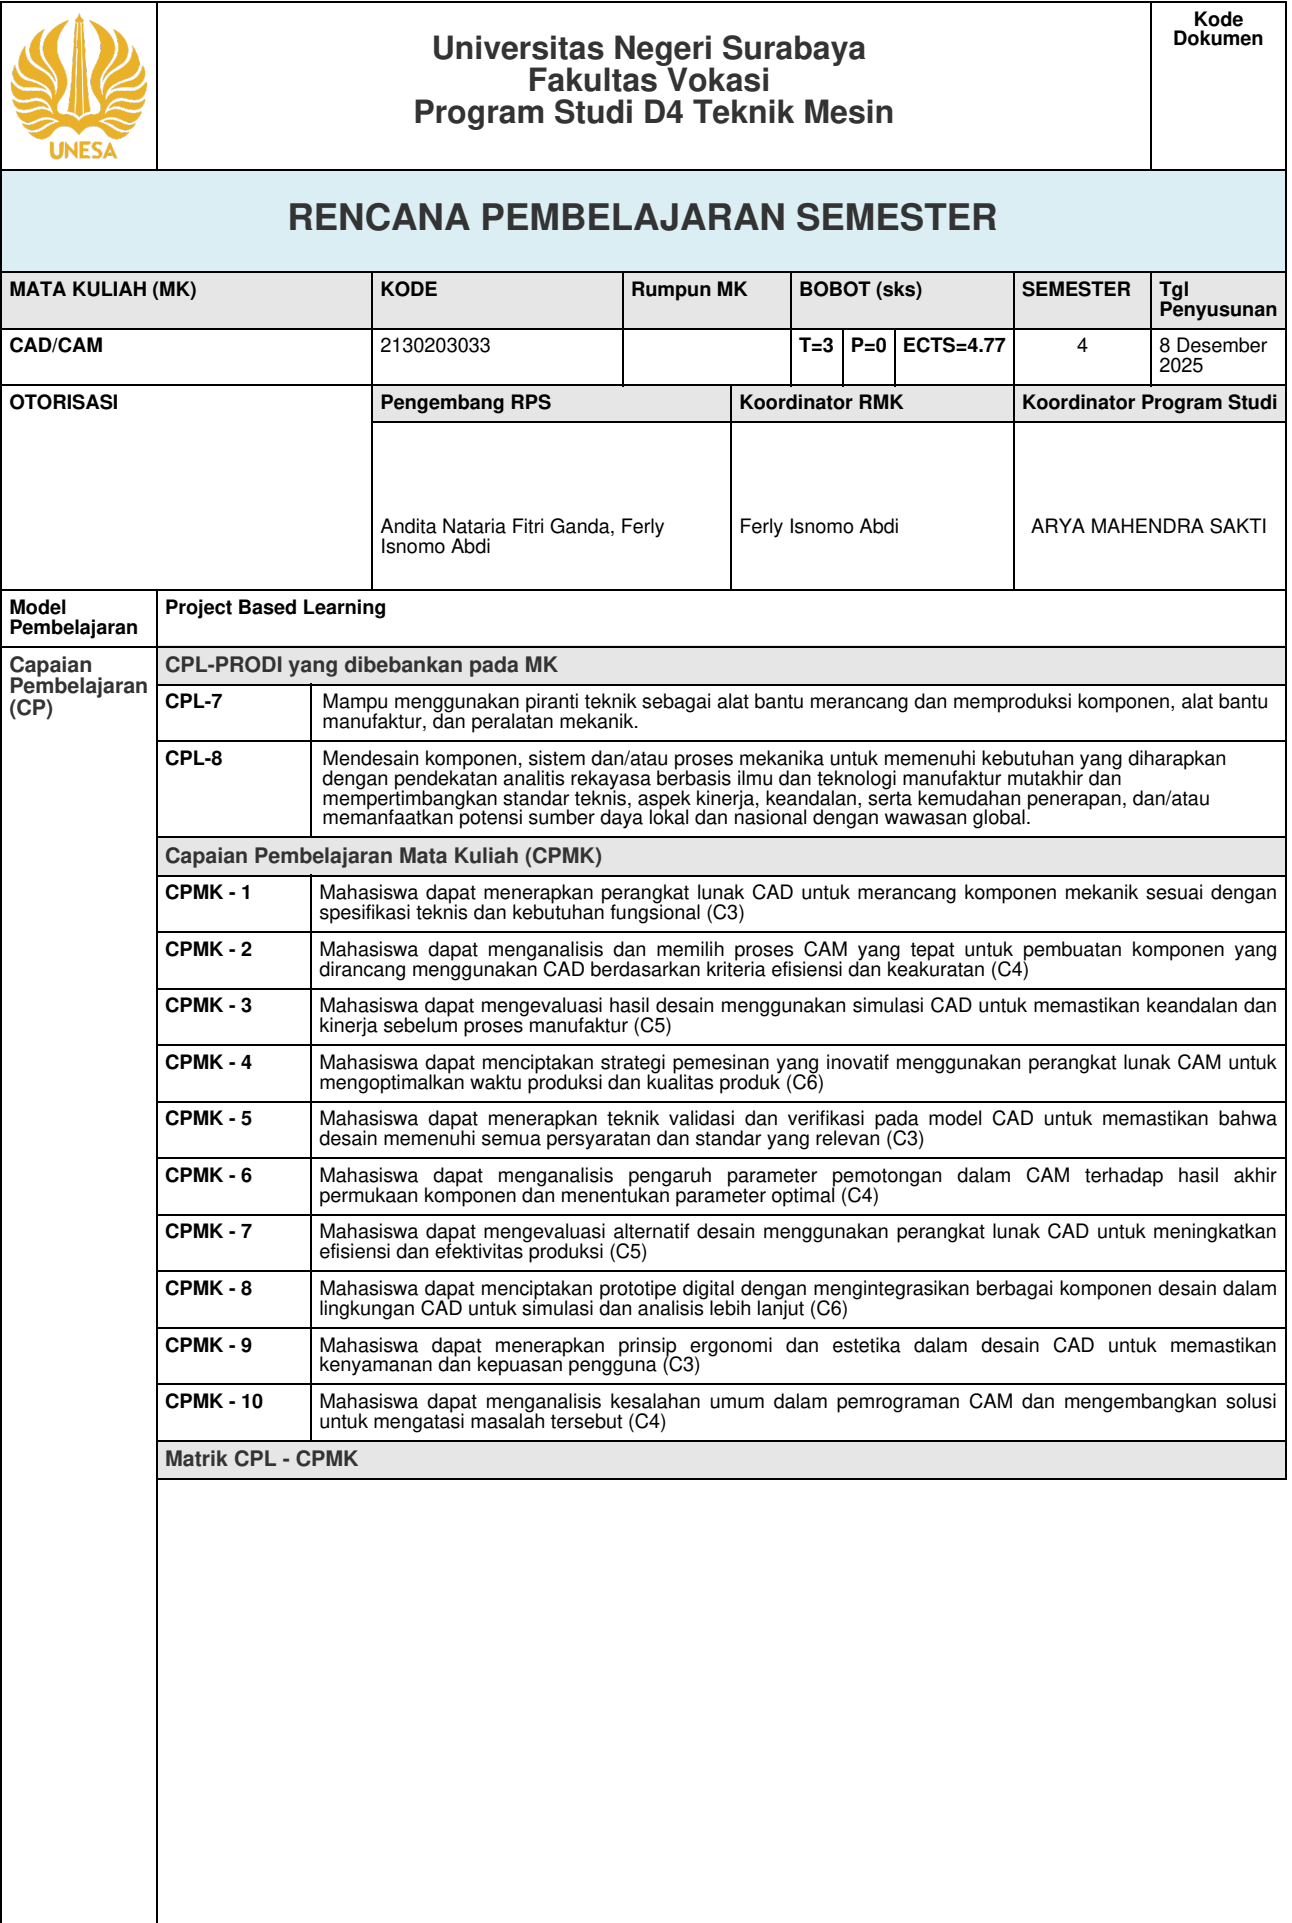 UNESA
Universitas Negeri Surabaya
Fakultas Vokasi
Program Studi D4 Teknik Mesin
Kode
Dokumen
RENCANA PEMBELAJARAN SEMESTER
MATA KULIAH (MK) KODE Rumpun MK BOBOT (sks) SEMESTER Tgl
Penyusunan
CAD/CAM 2130203033 T=3 P=0 ECTS=4.77 4 8 Desember
2025
OTORISASI Pengembang RPS Koordinator RMK Koordinator Program Studi
Andita Nataria Fitri Ganda, Ferly
Isnomo Abdi
Ferly Isnomo Abdi
ARYA MAHENDRA SAKTI
Model
Pembelajaran
Project Based Learning
Capaian
Pembelajaran
(CP)
CPL-PRODI yang dibebankan pada MK
CPL-7 Mampu menggunakan piranti teknik sebagai alat bantu merancang dan memproduksi komponen, alat bantu
manufaktur, dan peralatan mekanik.
CPL-8 Mendesain komponen, sistem dan/atau proses mekanika untuk memenuhi kebutuhan yang diharapkan
dengan pendekatan analitis rekayasa berbasis ilmu dan teknologi manufaktur mutakhir dan
mempertimbangkan standar teknis, aspek kinerja, keandalan, serta kemudahan penerapan, dan/atau
memanfaatkan potensi sumber daya lokal dan nasional dengan wawasan global.
Capaian Pembelajaran Mata Kuliah (CPMK)
CPMK - 1 Mahasiswa dapat menerapkan perangkat lunak CAD untuk merancang komponen mekanik sesuai dengan
spesifikasi teknis dan kebutuhan fungsional (C3)
CPMK - 2 Mahasiswa dapat menganalisis dan memilih proses CAM yang tepat untuk pembuatan komponen yang
dirancang menggunakan CAD berdasarkan kriteria efisiensi dan keakuratan (C4)
CPMK - 3 Mahasiswa dapat mengevaluasi hasil desain menggunakan simulasi CAD untuk memastikan keandalan dan
kinerja sebelum proses manufaktur (C5)
CPMK - 4 Mahasiswa dapat menciptakan strategi pemesinan yang inovatif menggunakan perangkat lunak CAM untuk
mengoptimalkan waktu produksi dan kualitas produk (C6)
CPMK - 5 Mahasiswa dapat menerapkan teknik validasi dan verifikasi pada model CAD untuk memastikan bahwa
desain memenuhi semua persyaratan dan standar yang relevan (C3)
CPMK - 6 Mahasiswa dapat menganalisis pengaruh parameter pemotongan dalam CAM terhadap hasil akhir
permukaan komponen dan menentukan parameter optimal (C4)
CPMK - 7 Mahasiswa dapat mengevaluasi alternatif desain menggunakan perangkat lunak CAD untuk meningkatkan
efisiensi dan efektivitas produksi (C5)
CPMK - 8 Mahasiswa dapat menciptakan prototipe digital dengan mengintegrasikan berbagai komponen desain dalam
lingkungan CAD untuk simulasi dan analisis lebih lanjut (C6)
CPMK - 9 Mahasiswa dapat menerapkan prinsip ergonomi dan estetika dalam desain CAD untuk memastikan
kenyamanan dan kepuasan pengguna (C3)
CPMK - 10 Mahasiswa dapat menganalisis kesalahan umum dalam pemrograman CAM dan mengembangkan solusi
untuk mengatasi masalah tersebut (C4)
Matrik CPL - CPMK